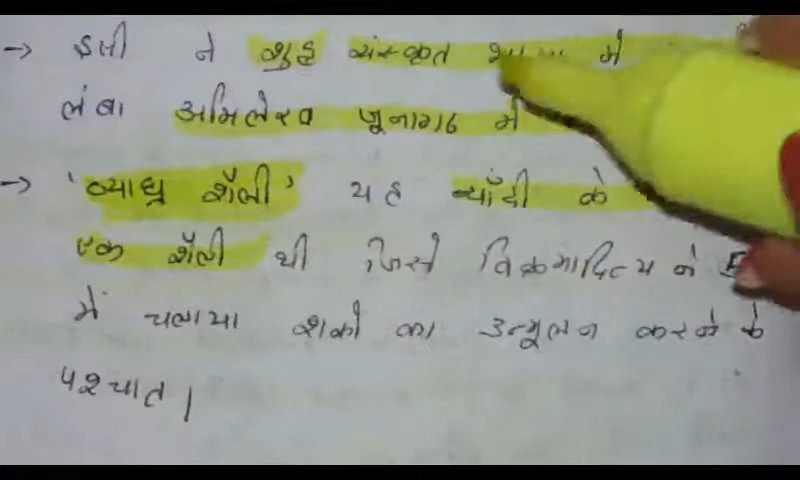 → इसी ने शुद्ध संस्कृत भाषा में
लंबा अभिलेख जूनागढ में
→ 'व्याघ्र शैली' यह चाँदी के
एक शैली थी जिसे विक्रमादित्य ने
में चलाया शकों का उन्मूलन करने के
पश्चात।